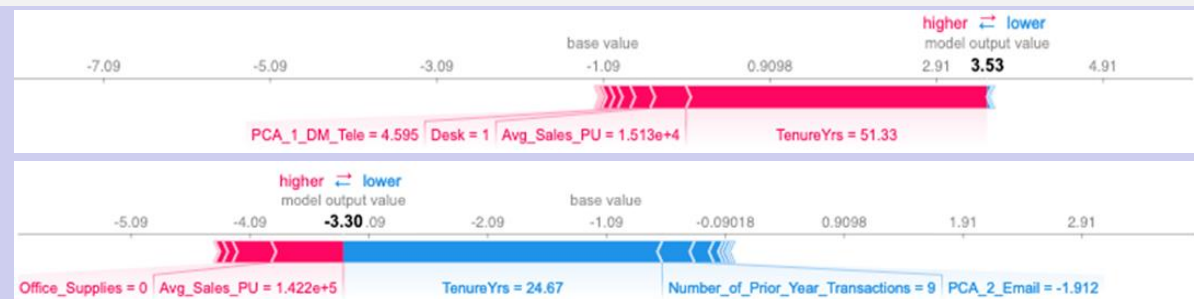 higher ⇄ lower
base value model output value
-7.09 -5.09 -3.09 -1.09 0.9098 2.91 3.53 4.91
PCA_1_DM_Tele = 4.595 Desk = 1 Avg_Sales_PU = 1.513e+4 TenureYrs = 51.33
higher ⇄ lower
model output value base value
-5.09 -4.09 -3.30 .09 -2.09 -1.09 -0.09018 0.9098 1.91 2.91
Office_Supplies = 0 Avg_Sales_PU = 1.422e+5 TenureYrs = 24.67 Number_of_Prior_Year_Transactions = 9 PCA_2_Email = -1.912